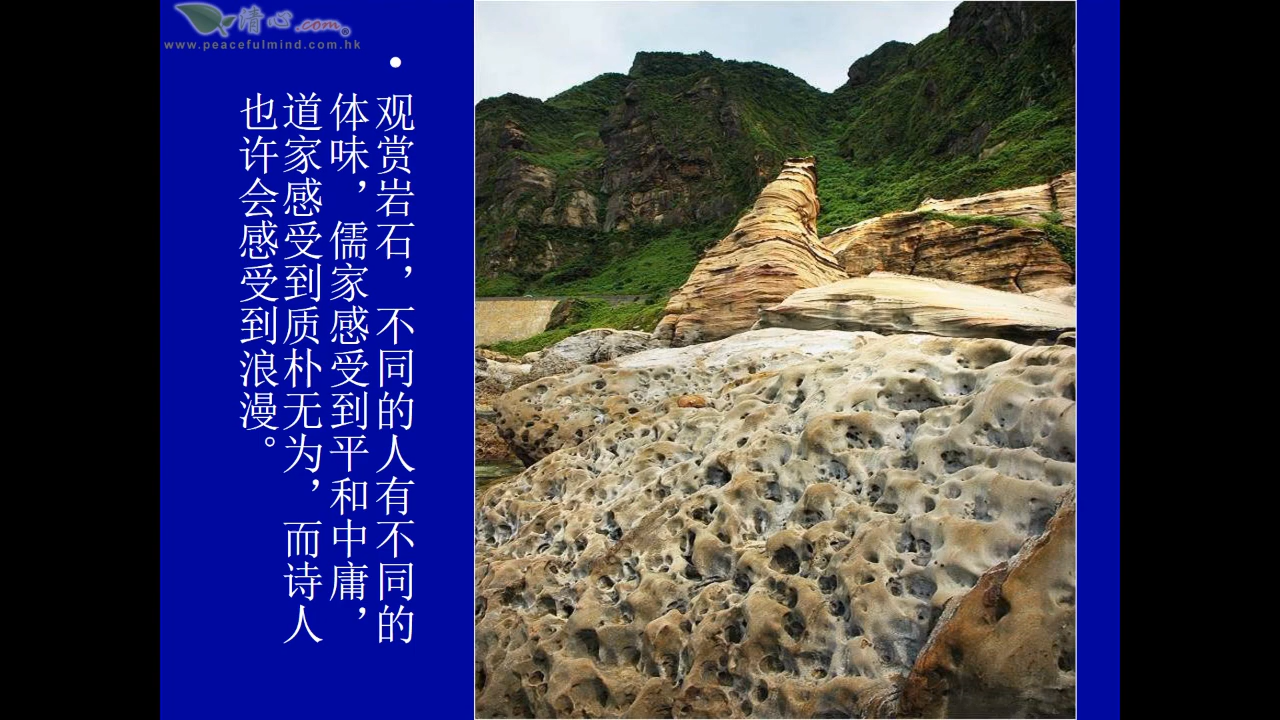 清心.com®
www.peacefulmind.com.hk
• 观赏岩石，不同的人有不同的
体味，儒家感受到平和中庸，
道家感受到质朴无为，而诗人
也许会感受到浪漫。